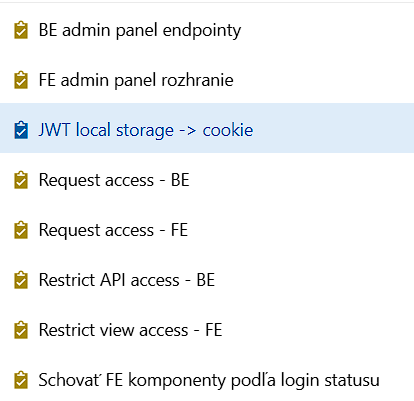 BE admin panel endpointy
FE admin panel rozhranie
JWT local storage -> cookie
Request access - BE
Request access - FE
Restrict API access - BE
Restrict view access - FE
Schovať FE komponenty podľa login statusu